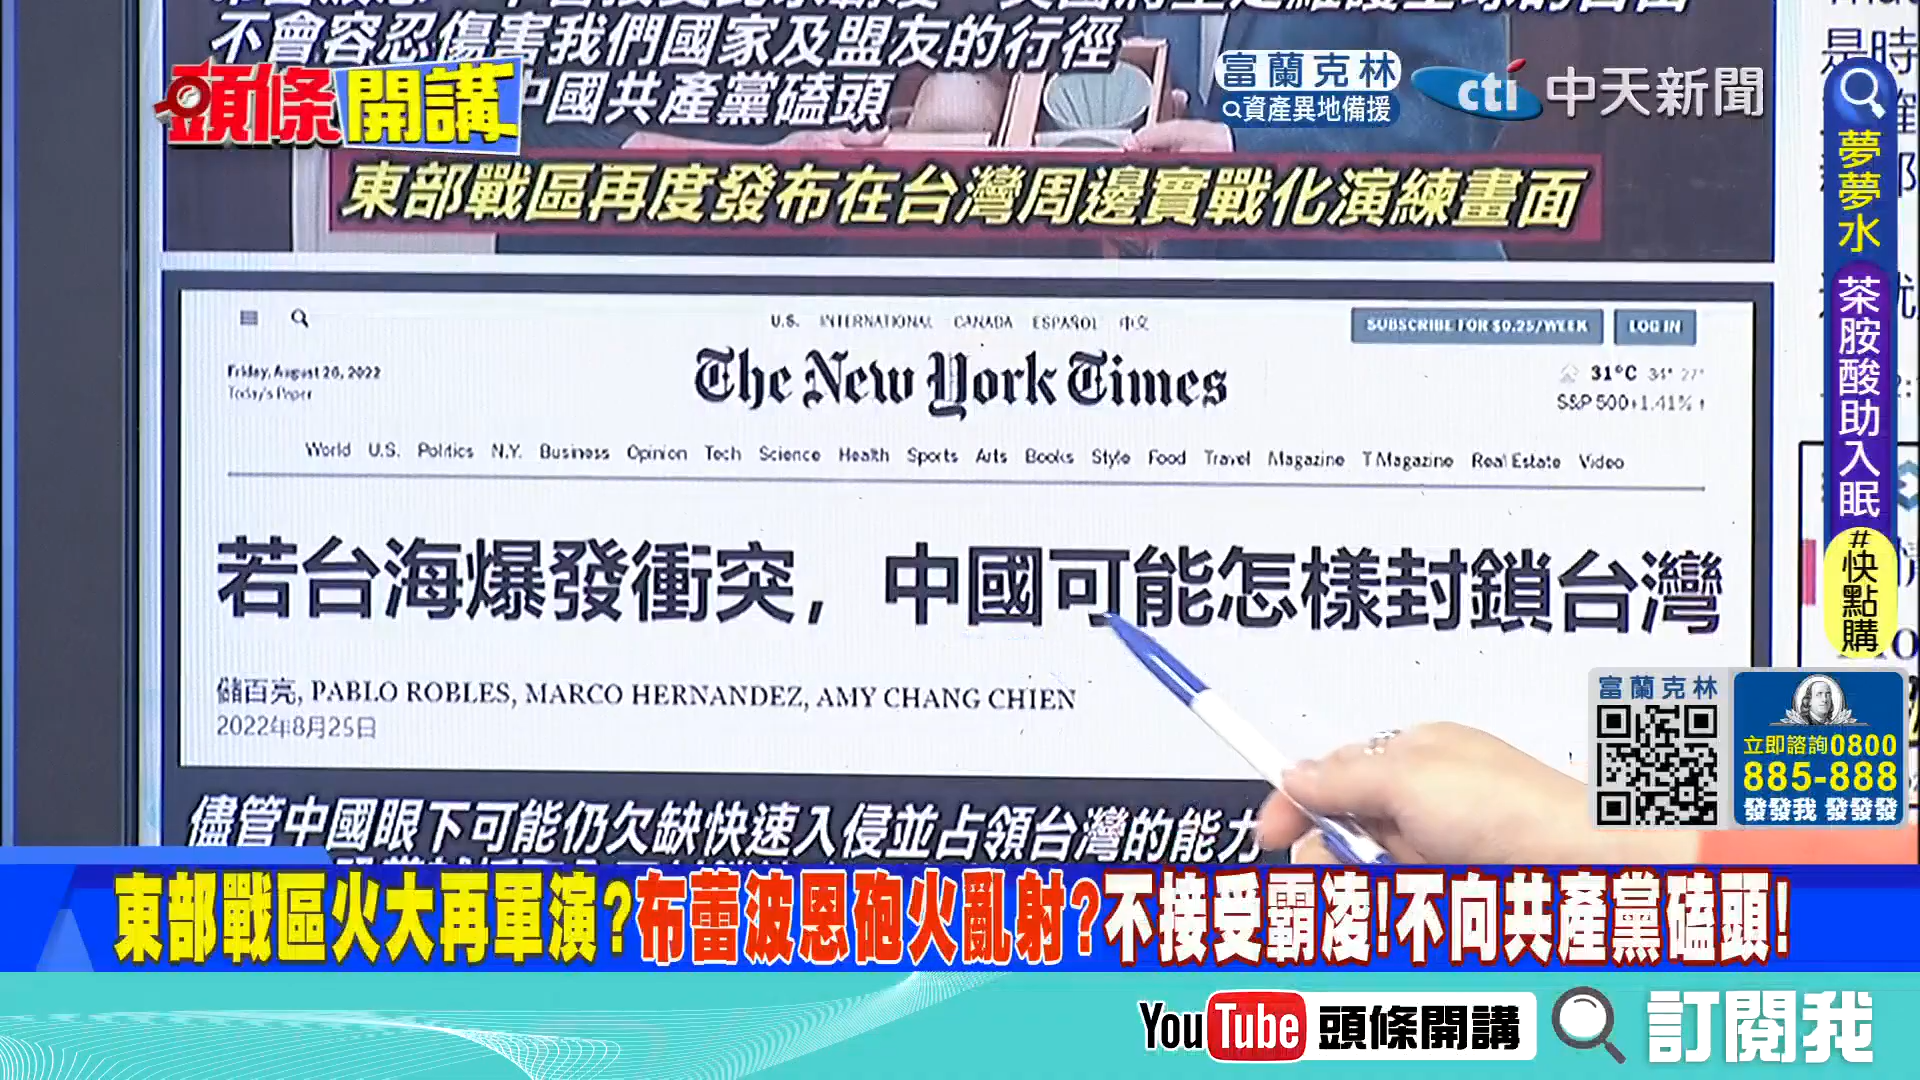 不會容忍傷害我們國家及盟友的行徑
中國共產黨磕頭
頭條開講
富蘭克林
資產異地備援
cti 中天新聞
東部戰區再度發布在台灣周邊實戰化演練畫面
U.S. INTERNATIONAL CANADA ESPAÑOL 中文
SUBSCRIBE FOR $0.25/WEEK LOG IN
Friday, August 26, 2022
Today's Paper
The New York Times
31°C 34° 27°
S&P 500 +1.41% ↑
World U.S. Politics N.Y. Business Opinion Tech Science Health Sports Arts Books Style Food Travel Magazine T Magazine Real Estate Video
若台海爆發衝突，中國可能怎樣封鎖台灣
儲百亮, PABLO ROBLES, MARCO HERNANDEZ, AMY CHANG CHIEN
2022年8月25日
儘管中國眼下可能仍欠缺快速入侵並占領台灣的能力
夢夢水
茶胺酸助入眠
#快點購
富蘭克林
立即諮詢0800
885-888
發發我 發發發
東部戰區火大再軍演?布蕾波恩砲火亂射?不接受霸凌!不向共產黨磕頭!
YouTube 頭條開講
訂閱我